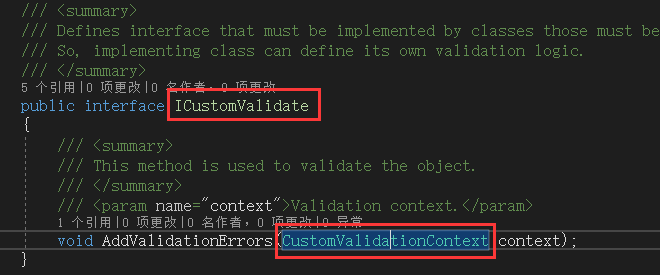 /// <summary>
/// Defines interface that must be implemented by classes those must be
/// So, implementing class can define its own validation logic.
/// </summary>
5 个引用|0 项更改|0 名作者，0 项更改
public interface ICustomValidate
{
/// <summary>
/// This method is used to validate the object.
/// </summary>
/// <param name="context">Validation context.</param>
1 个引用|0 项更改|0 名作者，0 项更改|0 异常
void AddValidationErrors(CustomValidationContext context);
}